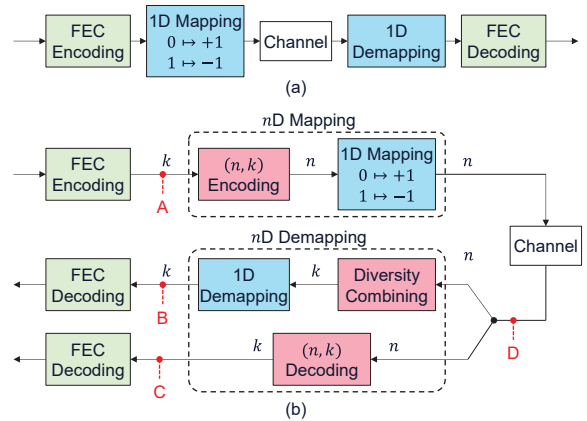 FEC
Encoding
1D Mapping
0 ↦ +1
1 ↦ −1
Channel
1D
Demapping
FEC
Decoding
(a)
nD Mapping
FEC
Encoding
k
A
(n, k)
Encoding
n
1D Mapping
0 ↦ +1
1 ↦ −1
n
Channel
nD Demapping
FEC
Decoding
k
B
1D
Demapping
k
Diversity
Combining
n
D
FEC
Decoding
C
k
(n, k)
Decoding
n
(b)